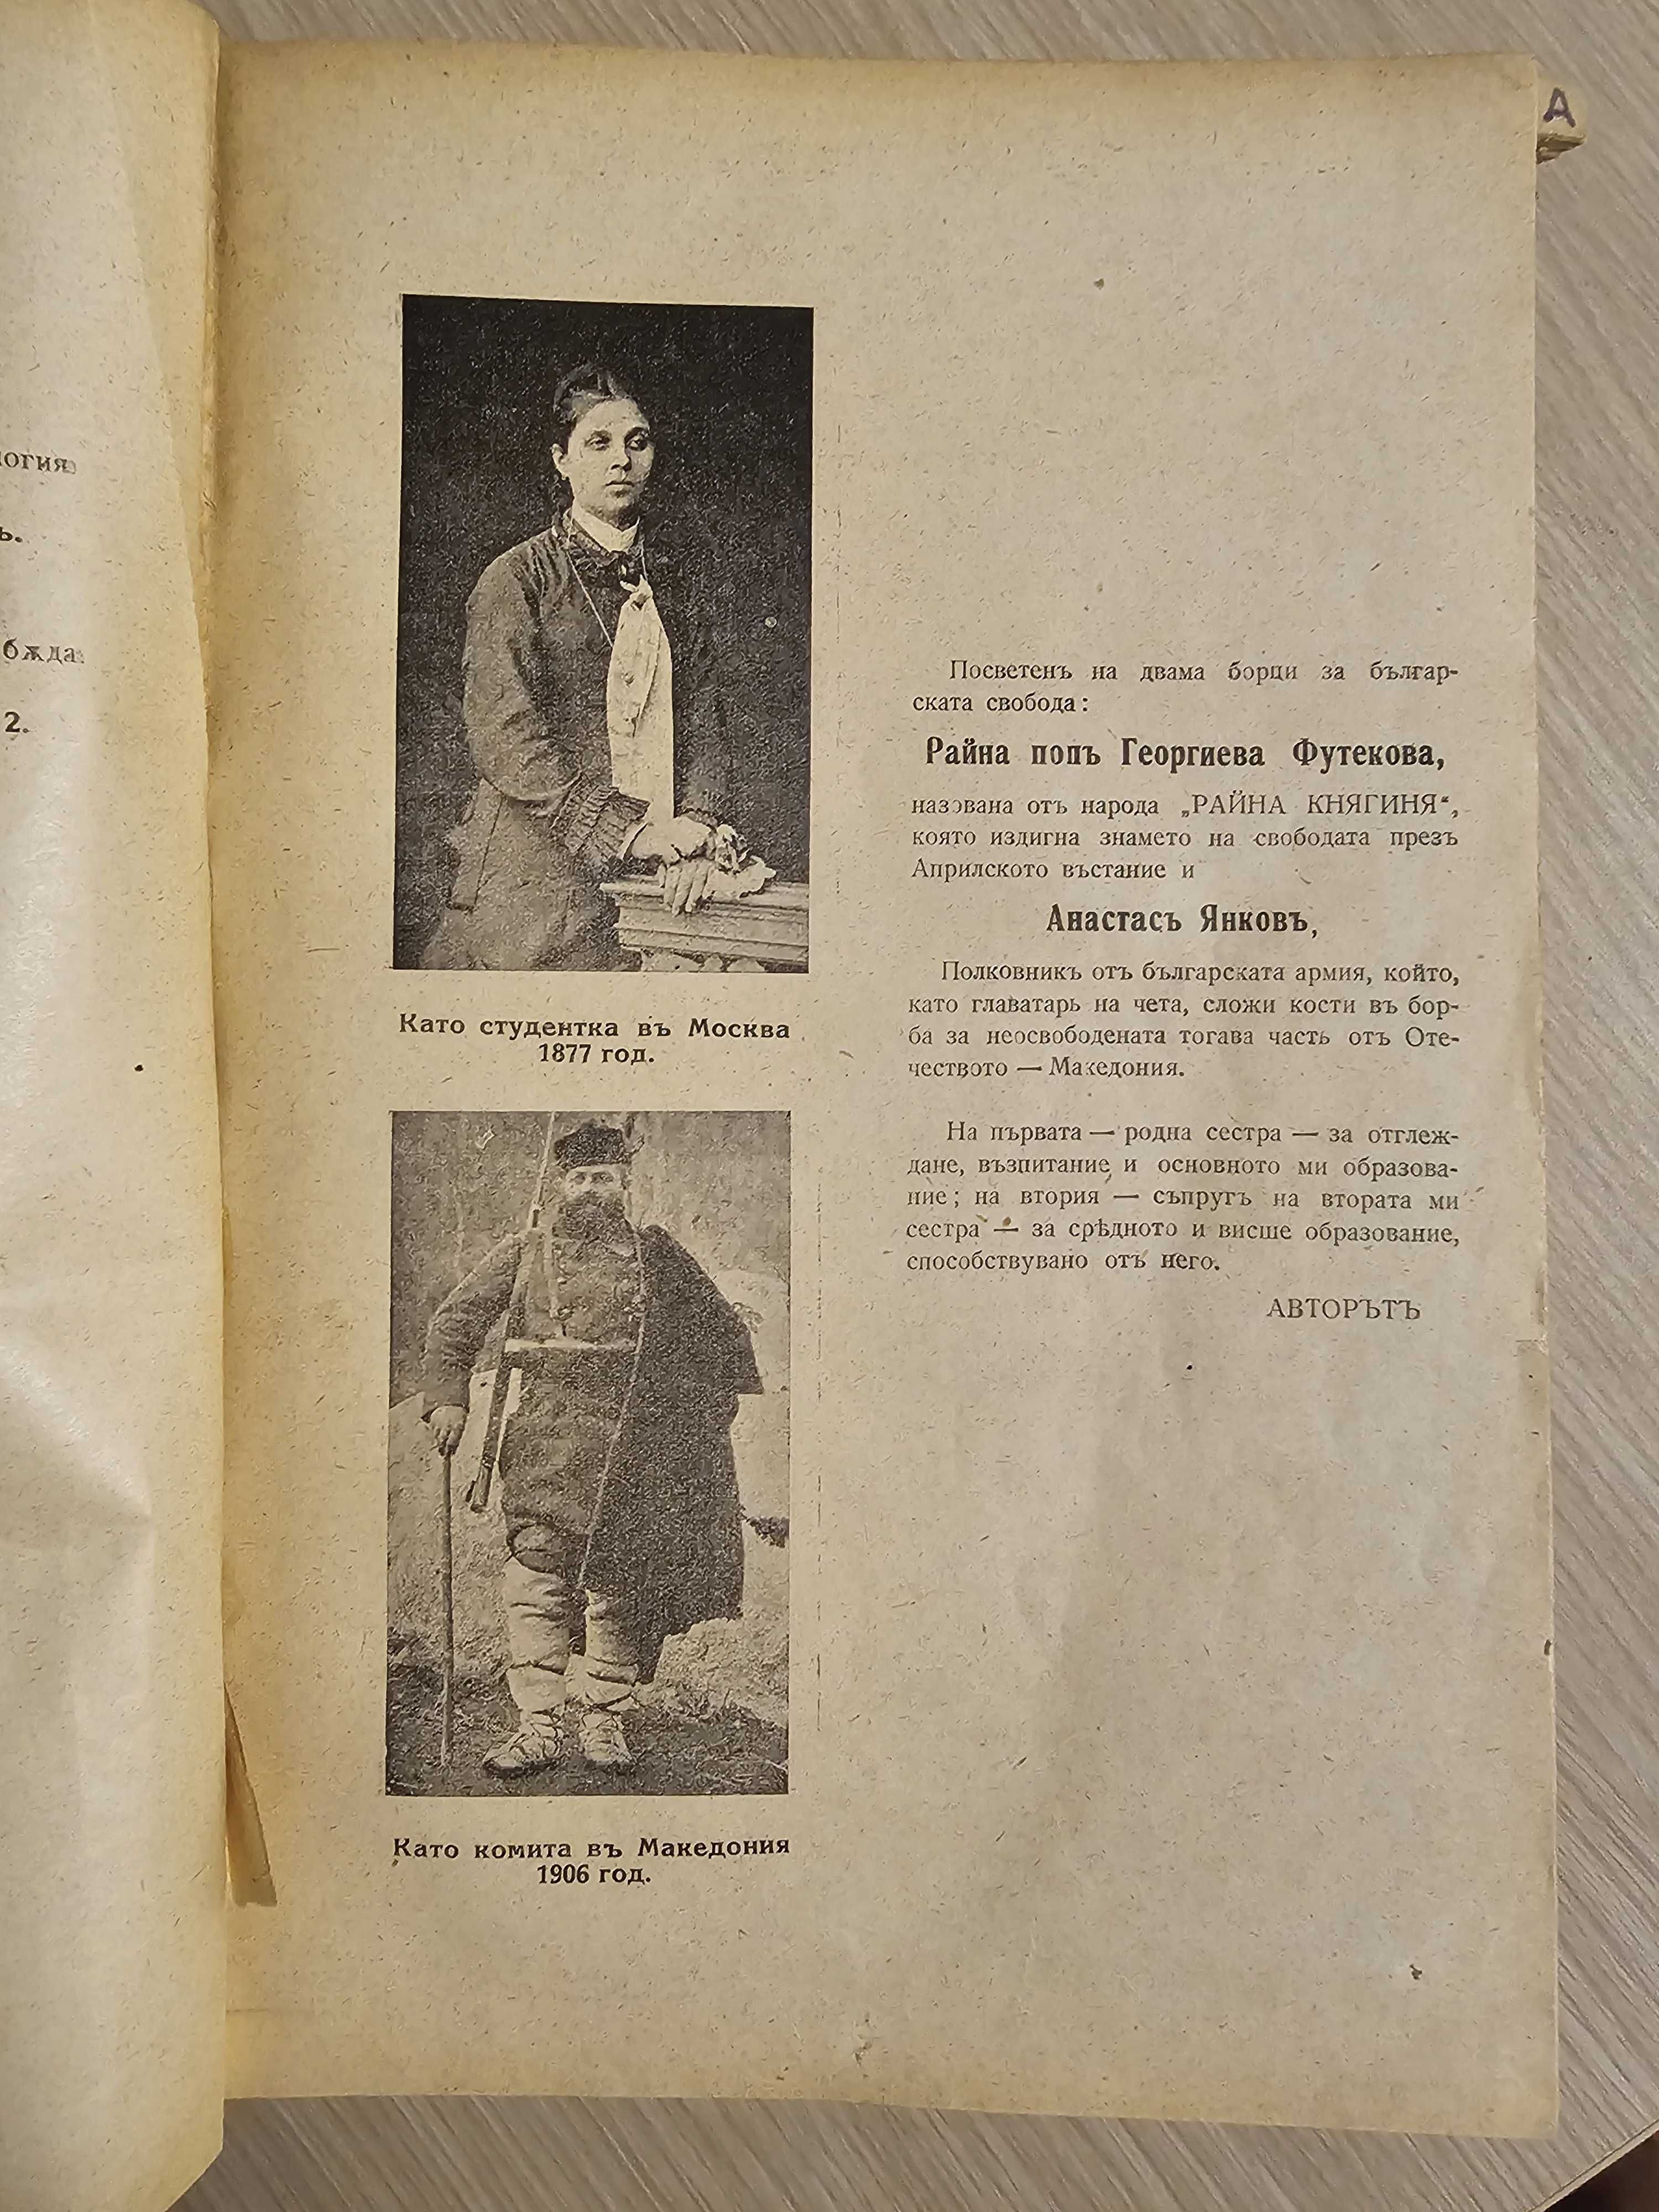 логия
ъ.
бѫда
2.
А
Като студентка въ Москва
1877 год.
Като комита въ Македония
1906 год.
Посветенъ на двама борци за българ-
ската свобода:
Райна попъ Георгиева Футекова,
назована отъ народа „РАЙНА КНЯГИНЯ“,
която издигна знамето на свободата презъ
Априлското въстание и
Анастасъ Янковъ,
Полковникъ отъ българската армия, който,
като главатарь на чета, сложи кости въ бор-
ба за неосвободената тогава часть отъ Оте-
чеството — Македония.
На първата — родна сестра — за отглеж-
дане, възпитание и основното ми образова-
ние; на втория — съпругъ на втората ми
сестра — за срѣдното и висше образование,
способствувано отъ него.
АВТОРЪТЪ